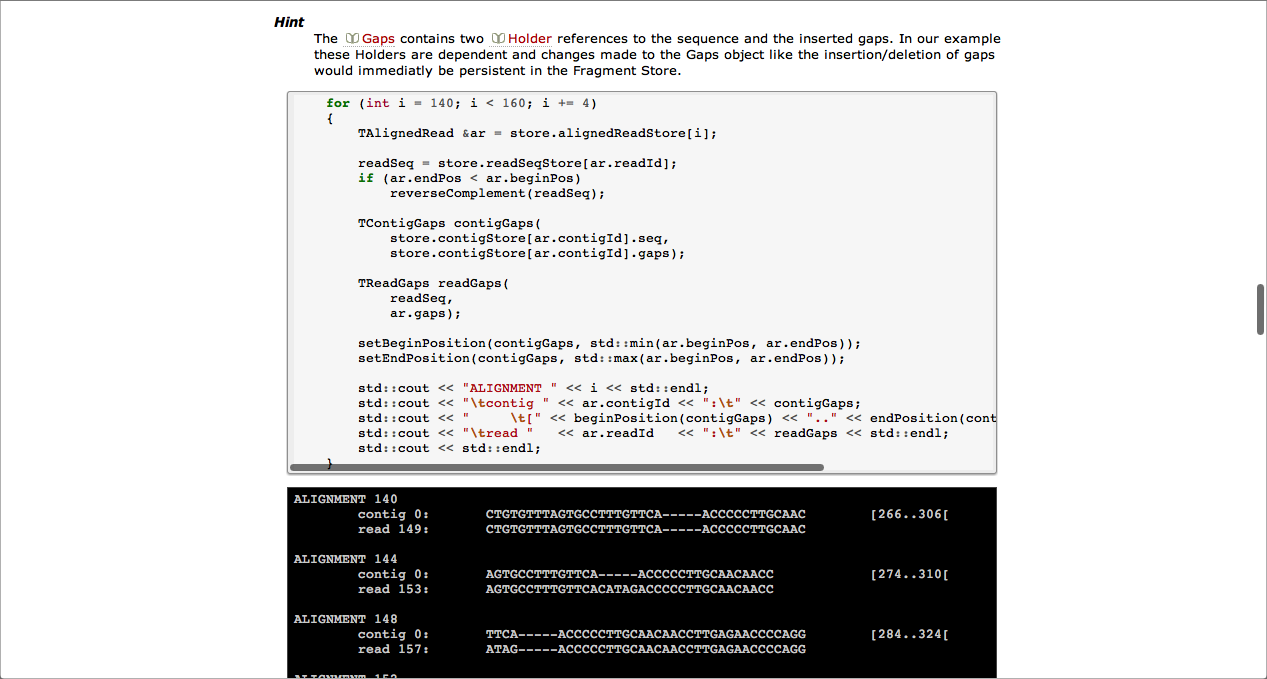 Hint
The Gaps contains two Holder references to the sequence and the inserted gaps. In our example
these Holders are dependent and changes made to the Gaps object like the insertion/deletion of gaps
would immediatly be persistent in the Fragment Store.
for (int i = 140; i < 160; i += 4)
{
    TAlignedRead &ar = store.alignedReadStore[i];
    readSeq = store.readSeqStore[ar.readId];
    if (ar.endPos < ar.beginPos)
        reverseComplement(readSeq);
    TContigGaps contigGaps(
        store.contigStore[ar.contigId].seq,
        store.contigStore[ar.contigId].gaps);
    TReadGaps readGaps(
        readSeq,
        ar.gaps);
    setBeginPosition(contigGaps, std::min(ar.beginPos, ar.endPos));
    setEndPosition(contigGaps, std::max(ar.beginPos, ar.endPos));
    std::cout << "ALIGNMENT " << i << std::endl;
    std::cout << "\tcontig " << ar.contigId << ":\t" << contigGaps;
    std::cout << "     \t[" << beginPosition(contigGaps) << ".." << endPosition(cont
    std::cout << "\tread "   << ar.readId   << ":\t" << readGaps << std::endl;
    std::cout << std::endl;
}
ALIGNMENT 140
        contig 0:       CTGTGTTTAGTGCCTTTGTTCA-----ACCCCCTTGCAAC        [266..306[
        read 149:       CTGTGTTTAGTGCCTTTGTTCA-----ACCCCCTTGCAAC
ALIGNMENT 144
        contig 0:       AGTGCCTTTGTTCA-----ACCCCCTTGCAACAACC            [274..310[
        read 153:       AGTGCCTTTGTTCACATAGACCCCCTTGCAACAACC
ALIGNMENT 148
        contig 0:       TTCA-----ACCCCCTTGCAACAACCTTGAGAACCCCAGG        [284..324[
        read 157:       ATAG-----ACCCCCTTGCAACAACCTTGAGAACCCCAGG
ALIGNMENT 152